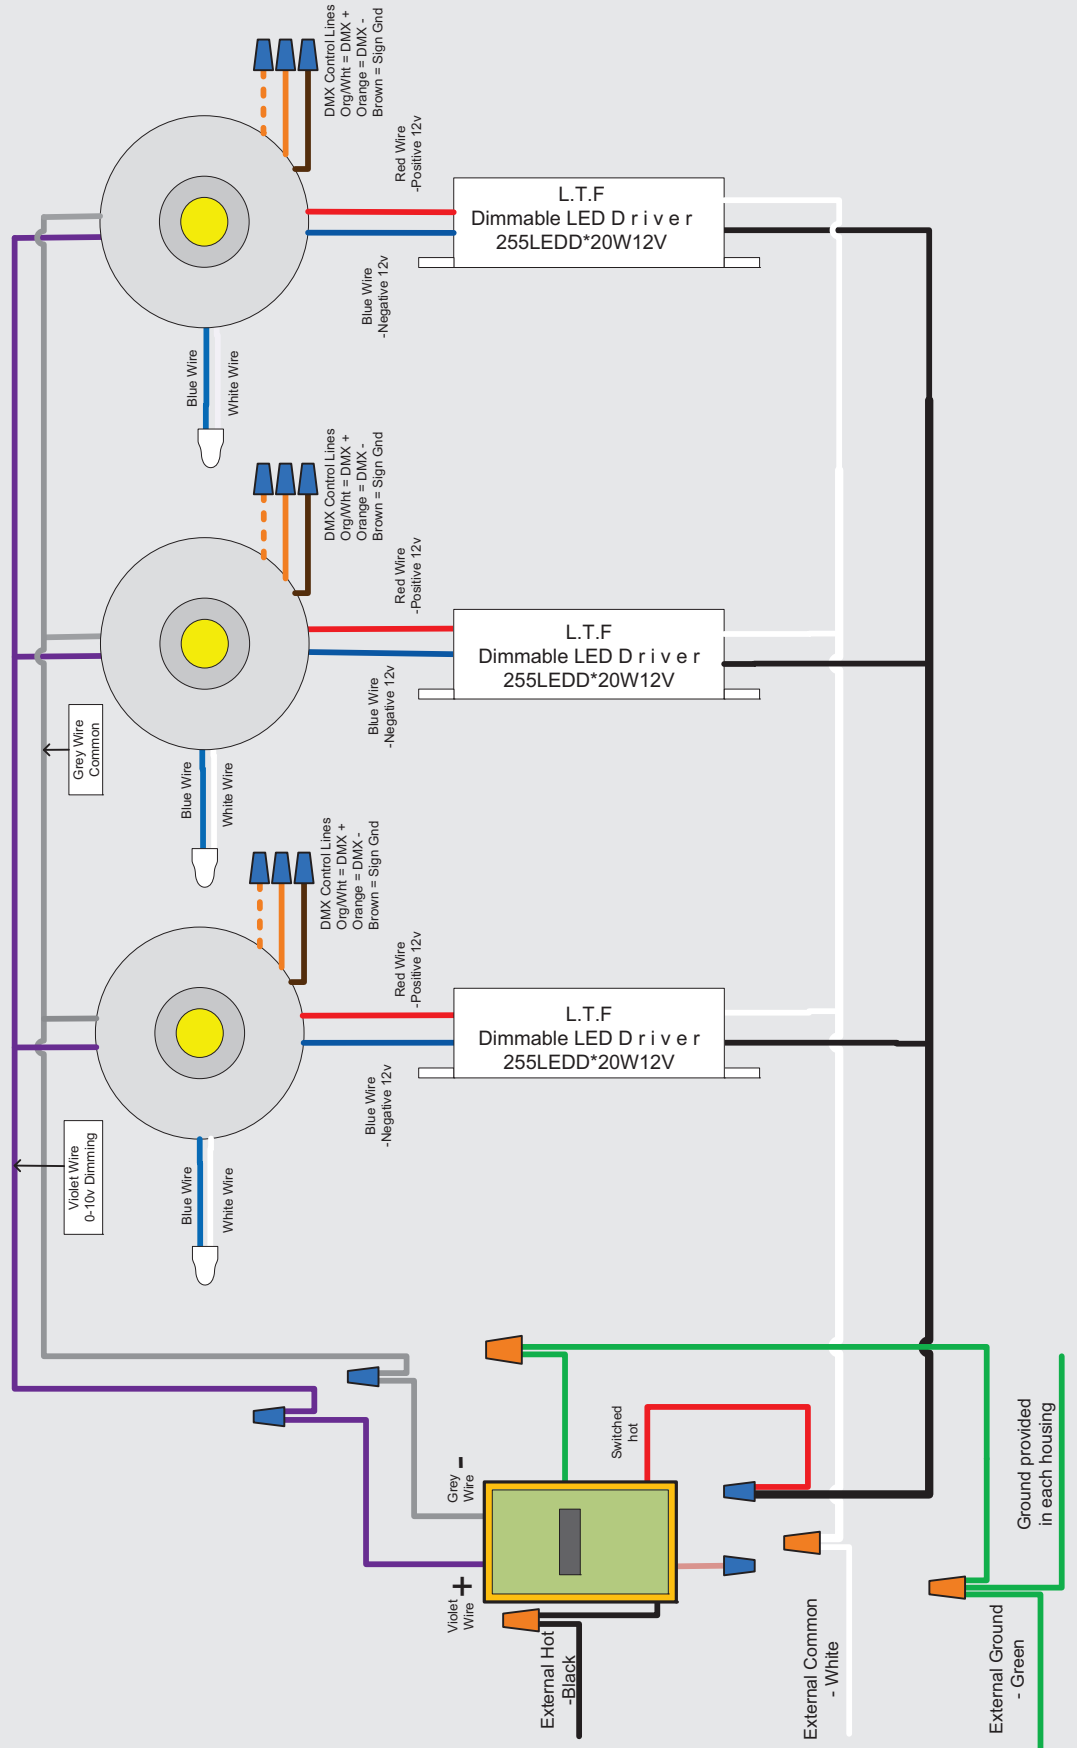 DMX Control Lines
Org/Wht = DMX +
Orange = DMX -
Brown = Sign Gnd
Red Wire
-Positive 12v
Blue Wire
-Negative 12v
L.T.F
Dimmable LED D r i v e r
255LEDD*20W12V
Blue Wire
White Wire
DMX Control Lines
Org/Wht = DMX +
Orange = DMX -
Brown = Sign Gnd
Red Wire
-Positive 12v
Blue Wire
-Negative 12v
L.T.F
Dimmable LED D r i v e r
255LEDD*20W12V
Grey Wire
Common
Blue Wire
White Wire
DMX Control Lines
Org/Wht = DMX +
Orange = DMX -
Brown = Sign Gnd
Red Wire
-Positive 12v
Blue Wire
-Negative 12v
L.T.F
Dimmable LED D r i v e r
255LEDD*20W12V
Violet Wire
0-10v Dimming
Blue Wire
White Wire
Switched
hot
Grey
Wire
-
Violet
Wire
+
External Hot
-Black
External Common
- White
External Ground
- Green
Ground provided
in each housing